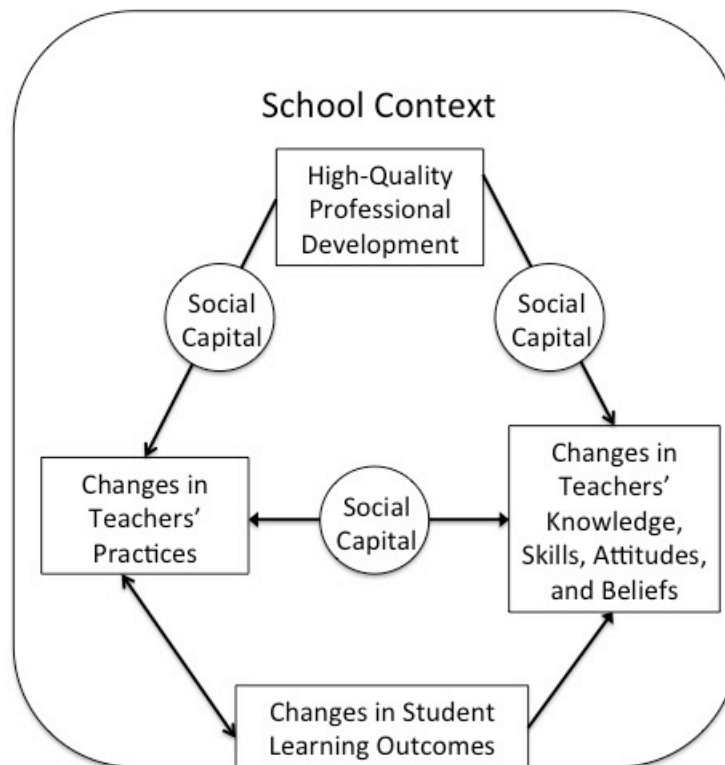 School Context
High-Quality
Professional
Development
Social
Capital
Social
Capital
Changes in
Teachers’
Practices
Social
Capital
Changes in
Teachers’
Knowledge,
Skills, Attitudes,
and Beliefs
Changes in Student
Learning Outcomes